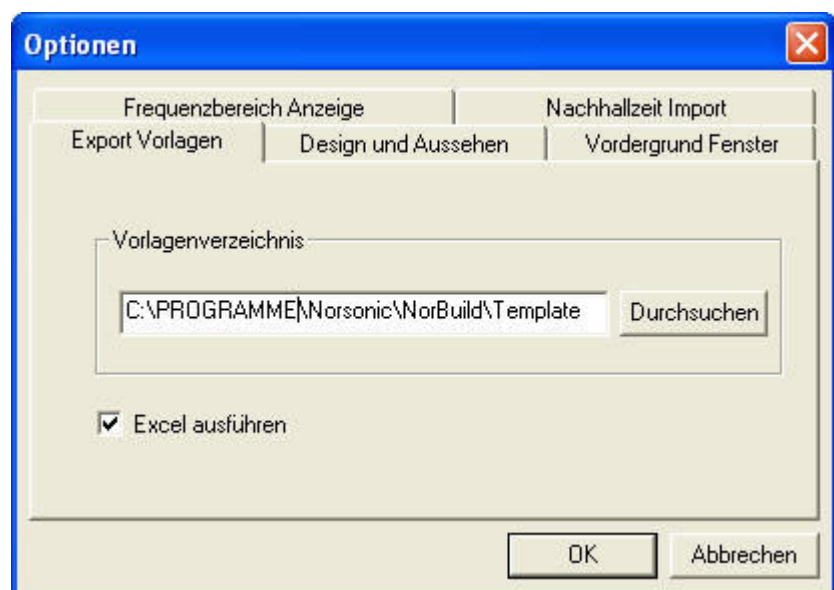 Optionen
Frequenzbereich Anzeige
Nachhallzeit Import
Export Vorlagen
Design und Aussehen
Vordergrund Fenster
Vorlagenverzeichnis
C:\PROGRAMME\Norsonic\NorBuild\Template
Durchsuchen
Excel ausführen
OK
Abbrechen